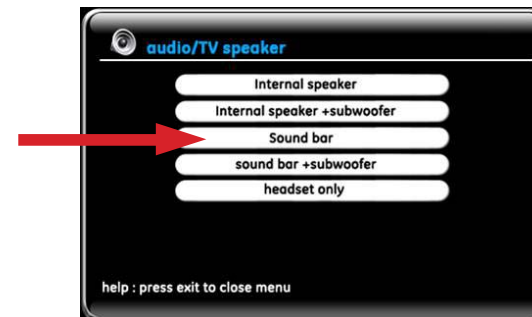 audio/TV speaker
Internal speaker
Internal speaker +subwoofer
Sound bar
sound bar +subwoofer
headset only
help : press exit to close menu